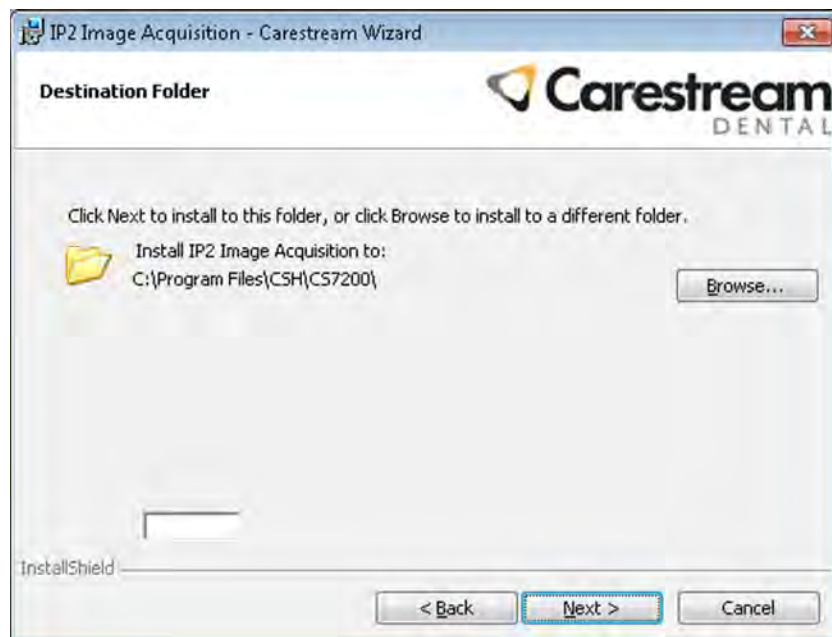 IP2 Image Acquisition - Carestream Wizard
Destination Folder
Carestream
DENTAL
Click Next to install to this folder, or click Browse to install to a different folder.
Install IP2 Image Acquisition to:
C:\Program Files\CSH\CS7200\
Browse...
InstallShield
< Back
Next >
Cancel